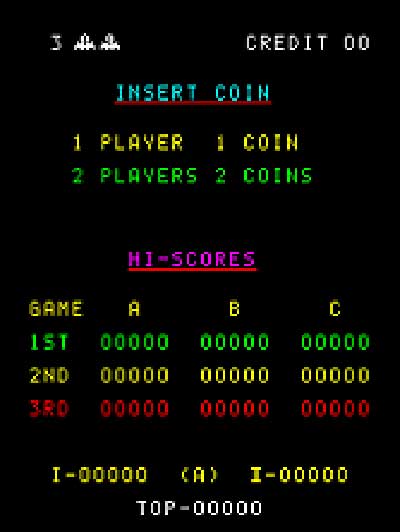 3 CREDIT 00
INSERT COIN
1 PLAYER 1 COIN
2 PLAYERS 2 COINS
HI-SCORES
GAME A B C
1ST 00000 00000 00000
2ND 00000 00000 00000
3RD 00000 00000 00000
I-00000 (A) II-00000
TOP-00000